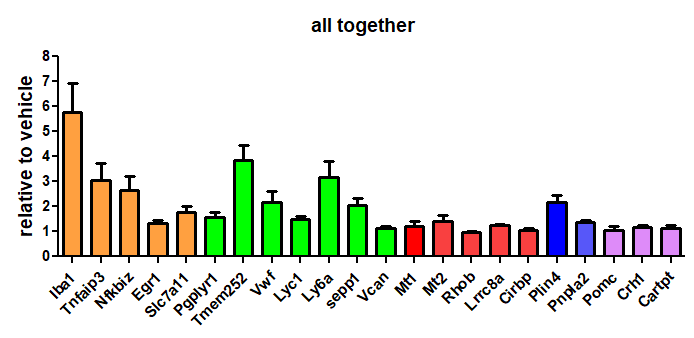 all together
relative to vehicle
8
7
6
5
4
3
2
1
0
Iba1
Tnfaip3
Nfkbiz
Egr1
Slc7a11
Pgplyr1
Tmem252
Vwf
Lyc1
Ly6a
sepp1
Vcan
Mt1
Mt2
Rhob
Lrrc8a
Cirbp
Plin4
Pnpla2
Pomc
Crh1
Cartpt